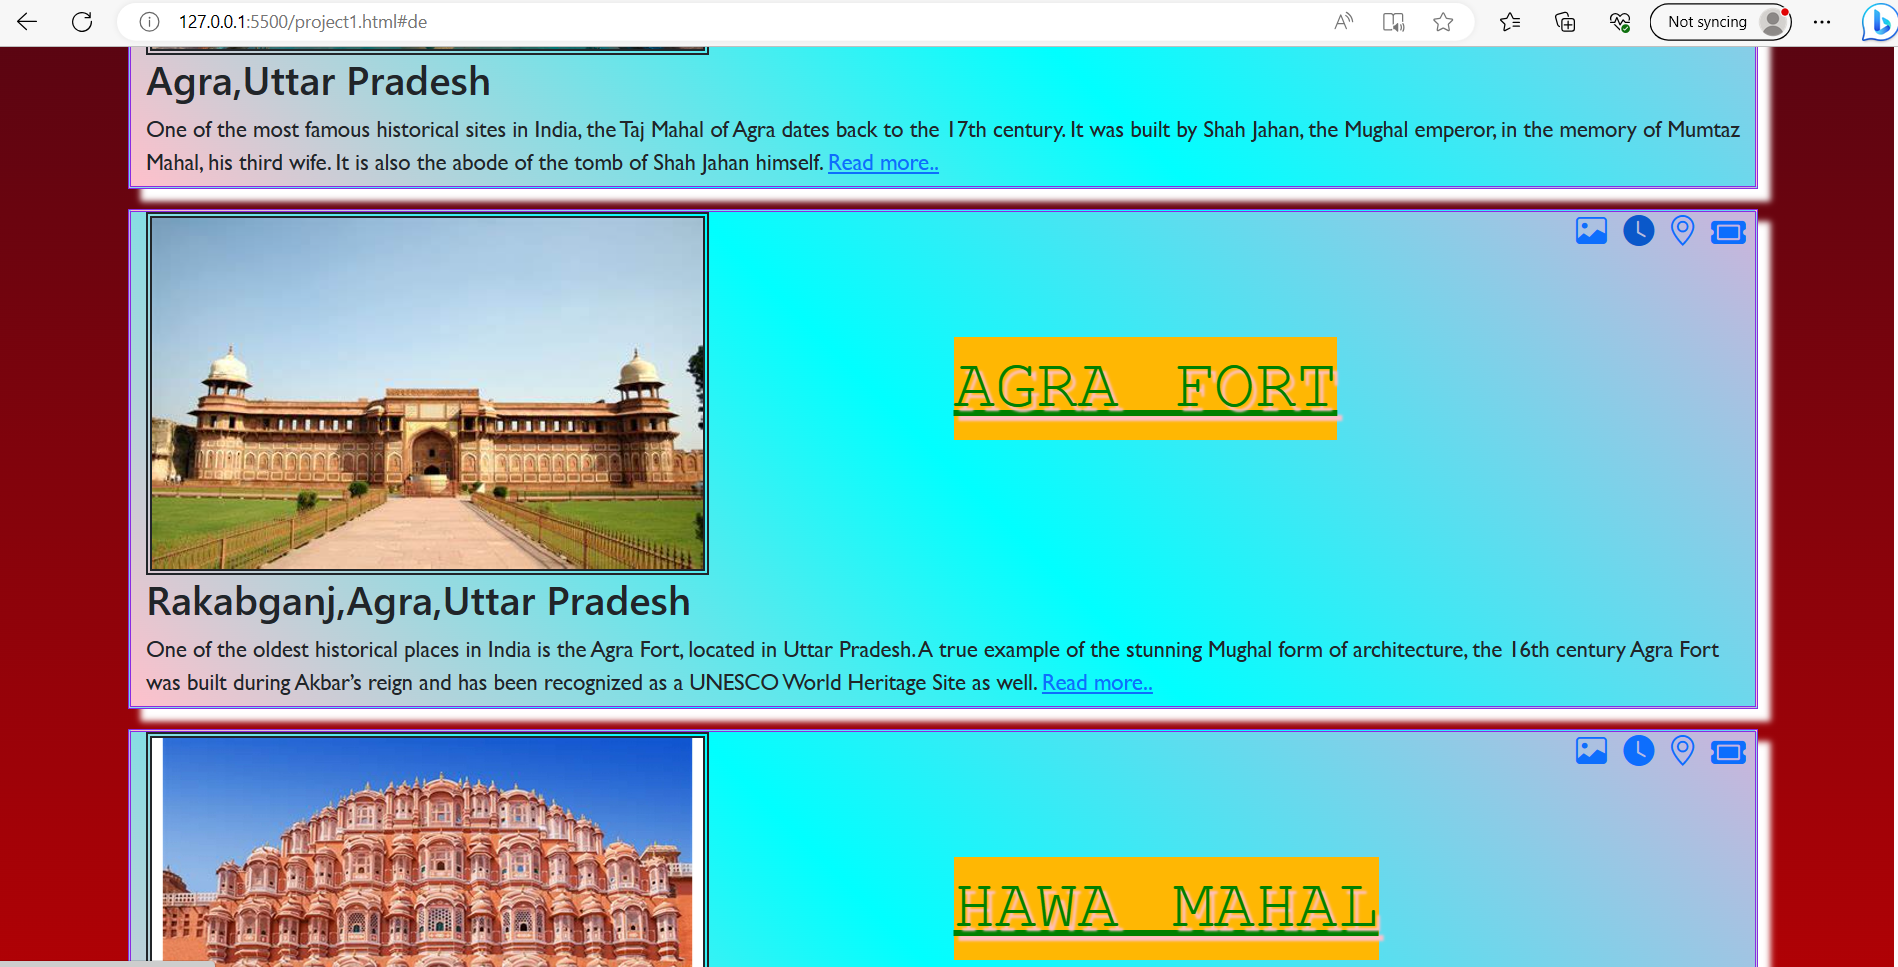 127.0.0.1:5500/project1.html#de
Not syncing
Agra,Uttar Pradesh
One of the most famous historical sites in India, the Taj Mahal of Agra dates back to the 17th century. It was built by Shah Jahan, the Mughal emperor, in the memory of Mumtaz
Mahal, his third wife. It is also the abode of the tomb of Shah Jahan himself. Read more..
AGRA FORT
Rakabganj,Agra,Uttar Pradesh
One of the oldest historical places in India is the Agra Fort, located in Uttar Pradesh. A true example of the stunning Mughal form of architecture, the 16th century Agra Fort
was built during Akbar’s reign and has been recognized as a UNESCO World Heritage Site as well. Read more..
HAWA MAHAL